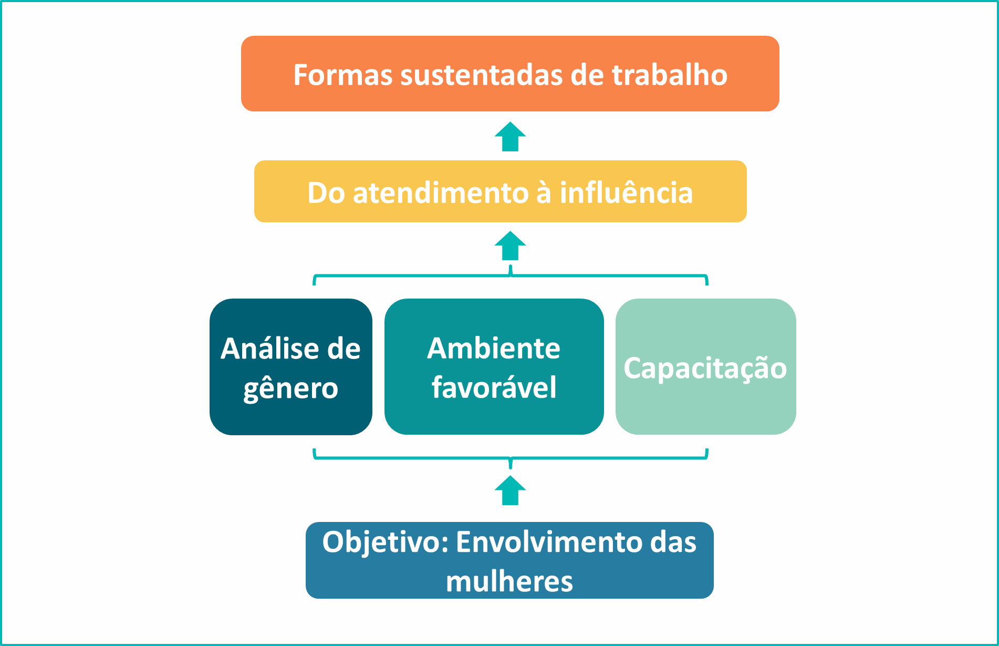 Formas sustentadas de trabalho
Do atendimento à influência
Análise de
gênero
Ambiente
favorável
Capacitação
Objetivo: Envolvimento das
mulheres